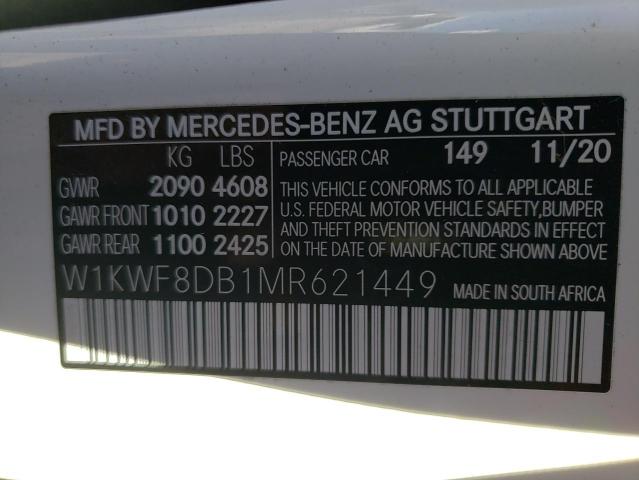 MFD BY MERCEDES-BENZ AG STUTTGART
KG LBS
GVWR 2090 4608
GAWR FRONT 1010 2227
GAWR REAR 1100 2425
PASSENGER CAR 149 11/20
THIS VEHICLE CONFORMS TO ALL APPLICABLE
U.S. FEDERAL MOTOR VEHICLE SAFETY,BUMPER
AND THEFT PREVENTION STANDARDS IN EFFECT
ON THE DATE OF MANUFACTURE SHOWN ABOVE
W1KWF8DB1MR621449 MADE IN SOUTH AFRICA